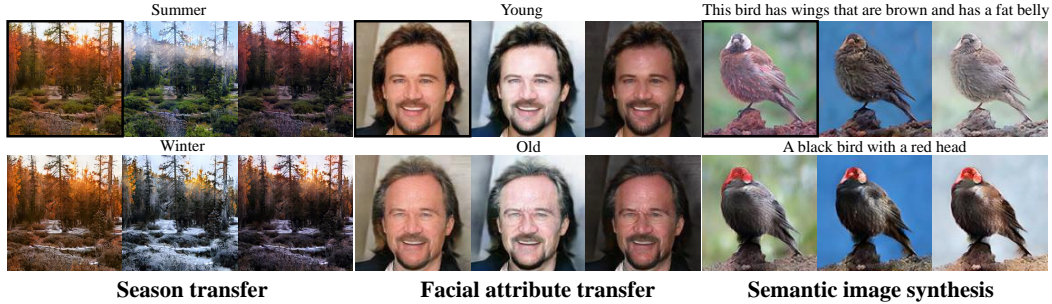 Summer
Young
This bird has wings that are brown and has a fat belly
Winter
Old
A black bird with a red head
Season transfer
Facial attribute transfer
Semantic image synthesis